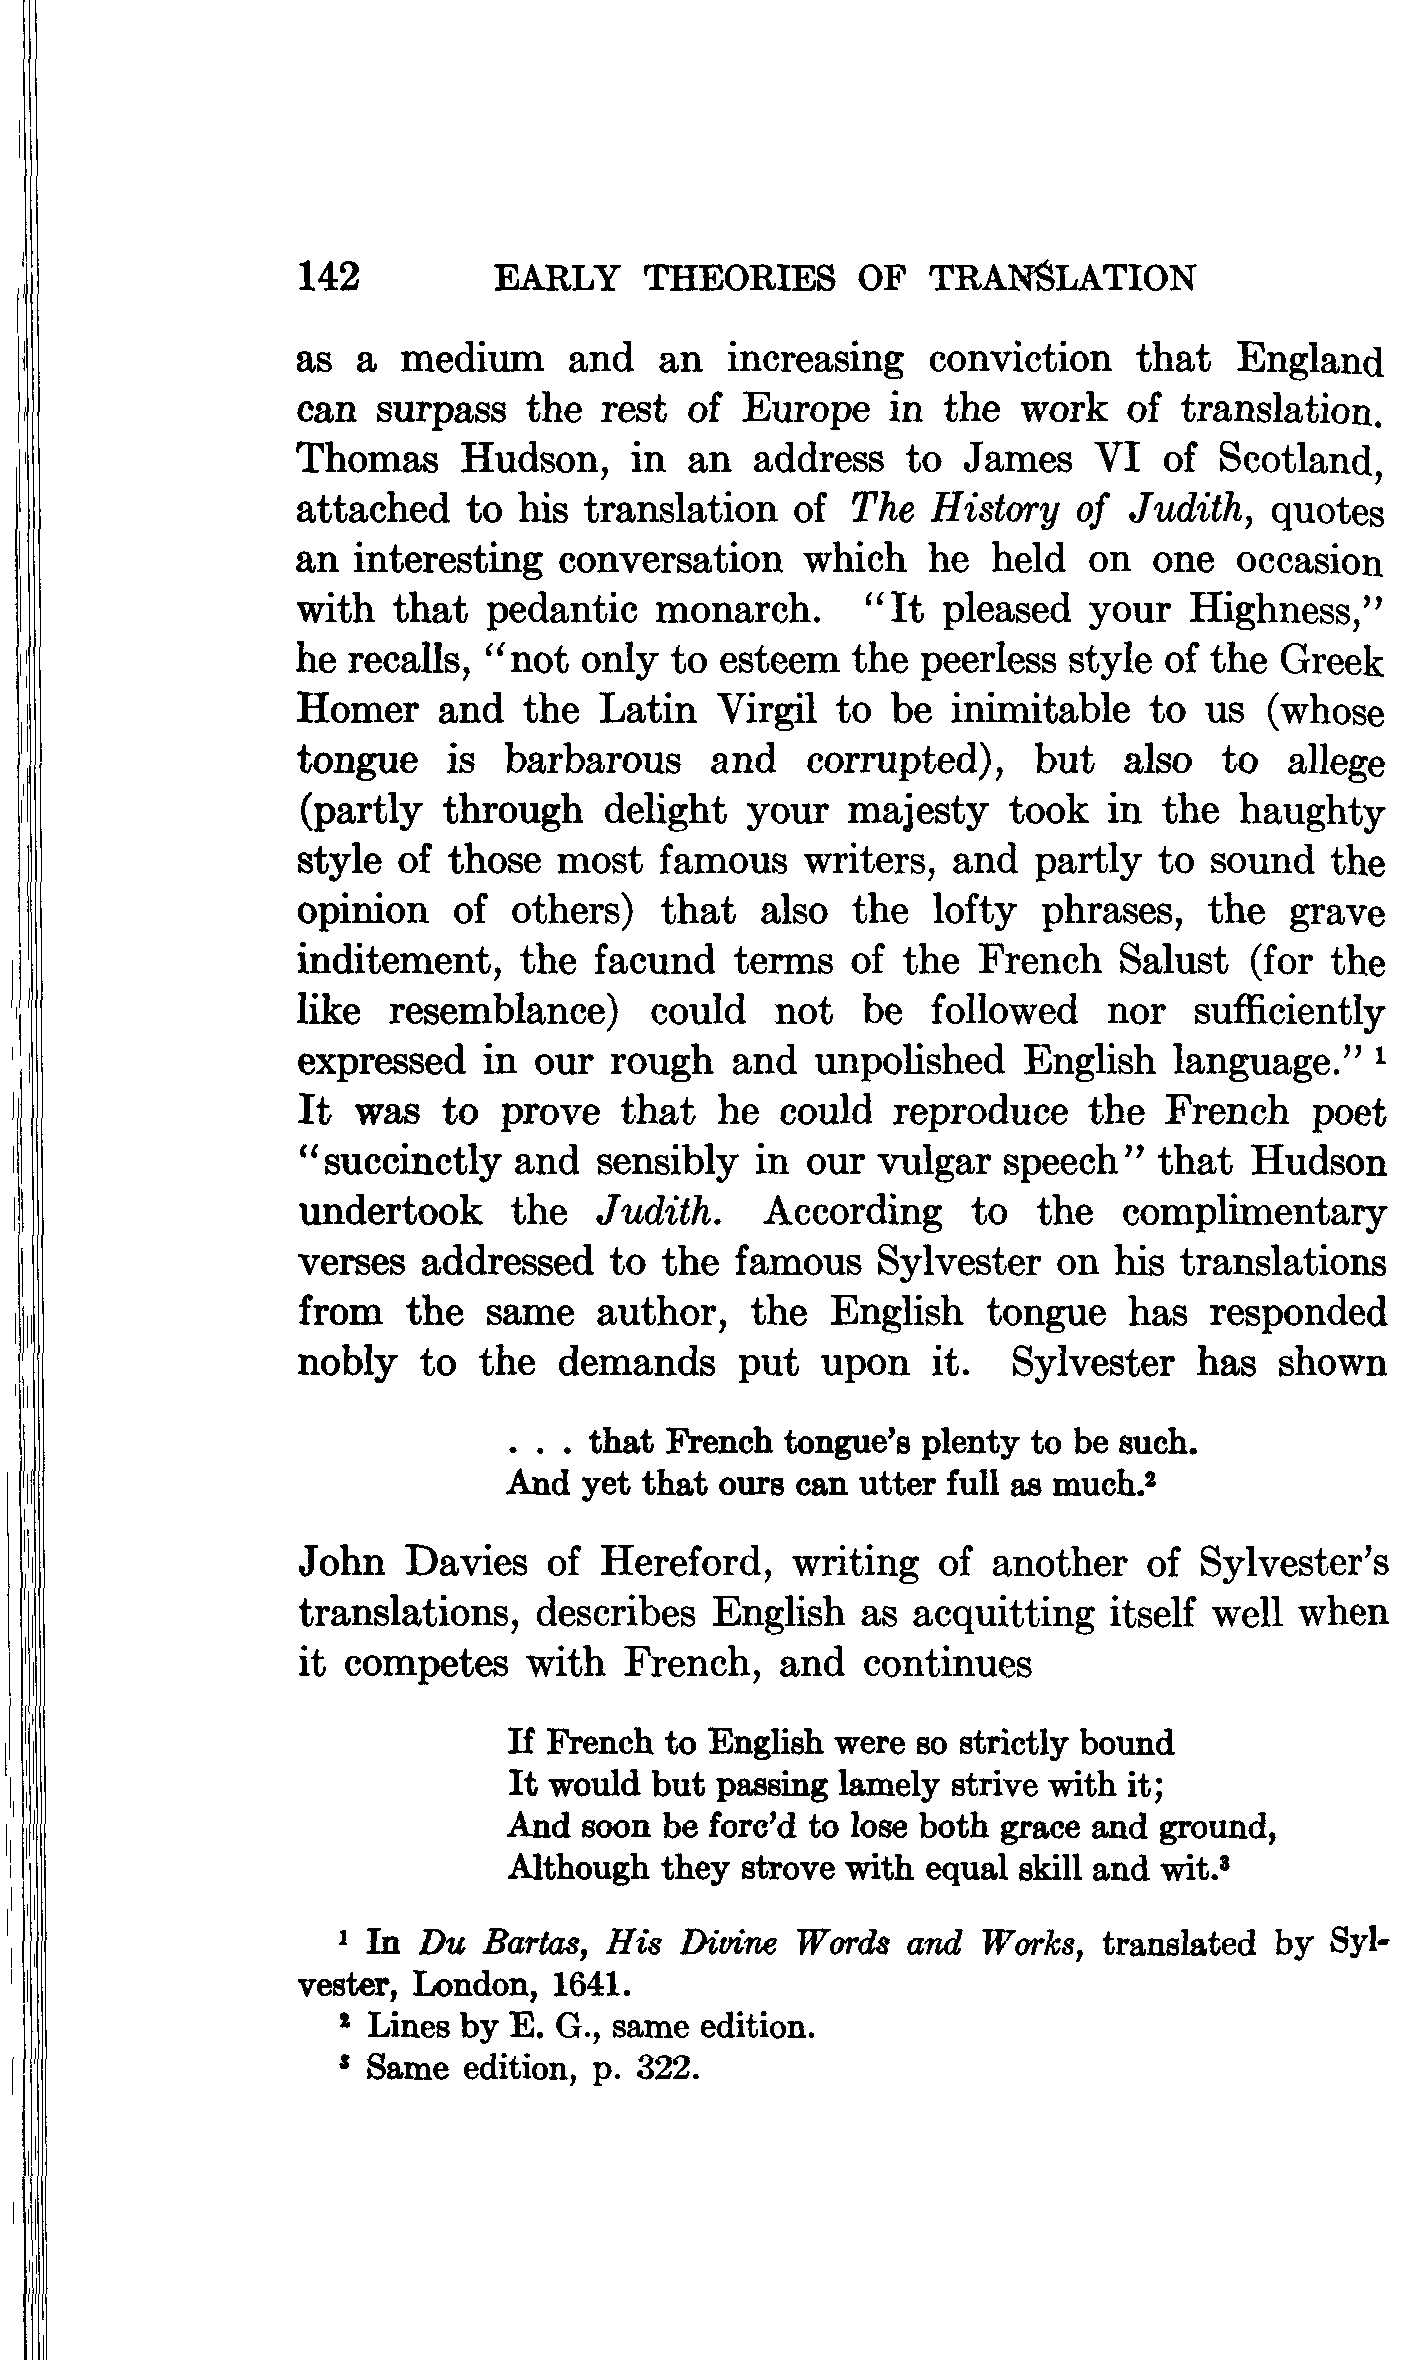 142 EARLY THEORIES OF TRANSLATION
as a medium and an increasing conviction that England
can surpass the rest of Europe in the work of translation.
Thomas Hudson, in an address to James VI of Scotland,
attached to his translation of The History of Judith, quotes
an interesting conversation which he held on one occasion
with that pedantic monarch. “It pleased your Highness,”
he recalls, “not only to esteem the peerless style of the Greek
Homer and the Latin Virgil to be inimitable to us (whose
tongue is barbarous and corrupted), but also to allege
(partly through delight your majesty took in the haughty
style of those most famous writers, and partly to sound the
opinion of others) that also the lofty phrases, the grave
inditement, the facund terms of the French Salust (for the
like resemblance) could not be followed nor sufficiently
expressed in our rough and unpolished English language.” ¹
It was to prove that he could reproduce the French poet
“succinctly and sensibly in our vulgar speech” that Hudson
undertook the Judith. According to the complimentary
verses addressed to the famous Sylvester on his translations
from the same author, the English tongue has responded
nobly to the demands put upon it. Sylvester has shown
. . . that French tongue’s plenty to be such.
And yet that ours can utter full as much.²
John Davies of Hereford, writing of another of Sylvester’s
translations, describes English as acquitting itself well when
it competes with French, and continues
If French to English were so strictly bound
It would but passing lamely strive with it;
And soon be forc’d to lose both grace and ground,
Although they strove with equal skill and wit.³
¹ In Du Bartas, His Divine Words and Works, translated by Syl-
vester, London, 1641.
² Lines by E. G., same edition.
³ Same edition, p. 322.